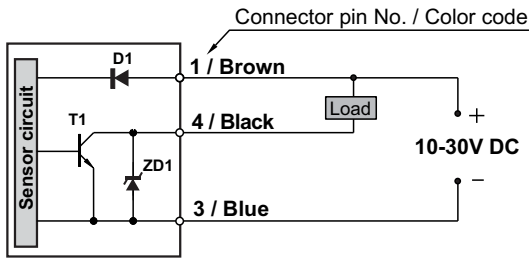 Connector pin No. / Color code
D1
1 / Brown
Sensor circuit
T1
4 / Black
Load
+
10-30V DC
ZD1
−
3 / Blue